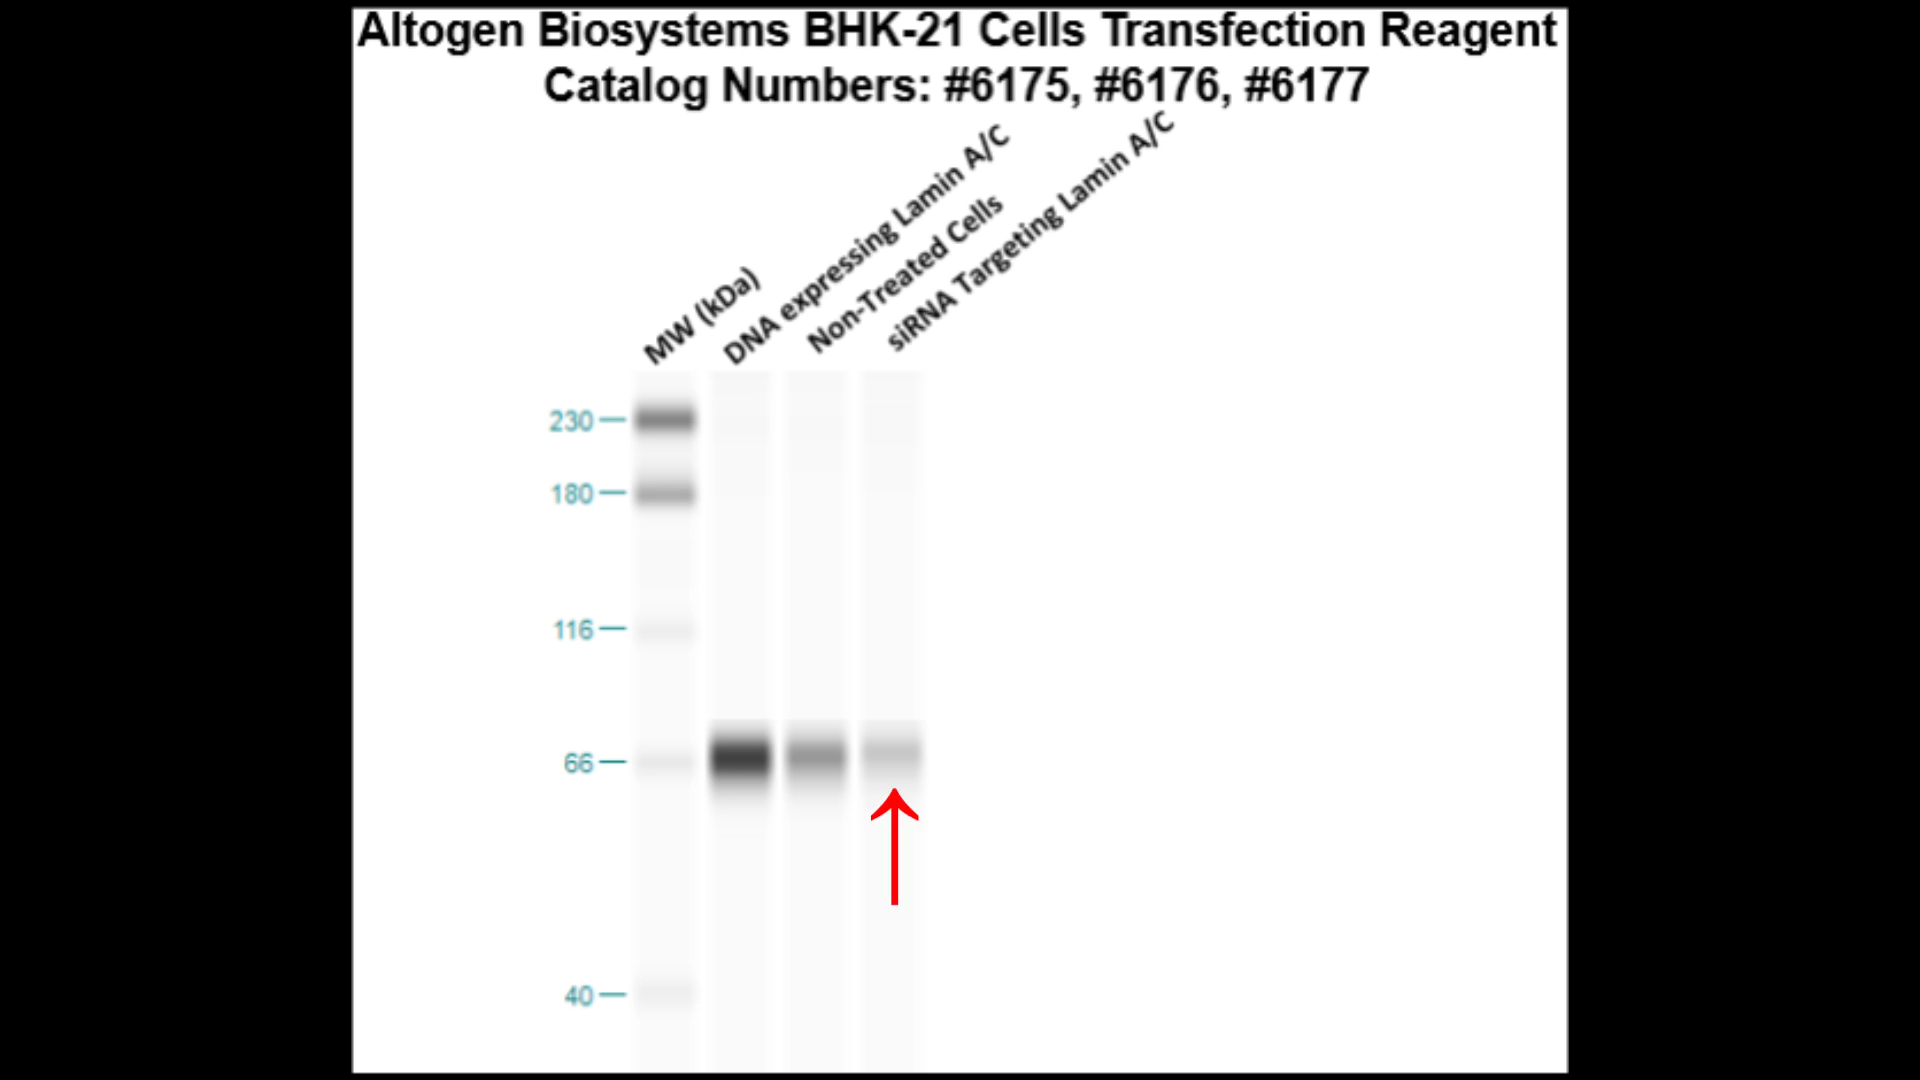 Altogen Biosystems BHK-21 Cells Transfection Reagent
Catalog Numbers: #6175, #6176, #6177
MW (kDa)
DNA expressing Lamin A/C
Non-Treated Cells
siRNA Targeting Lamin A/C
230
180
116
66
40